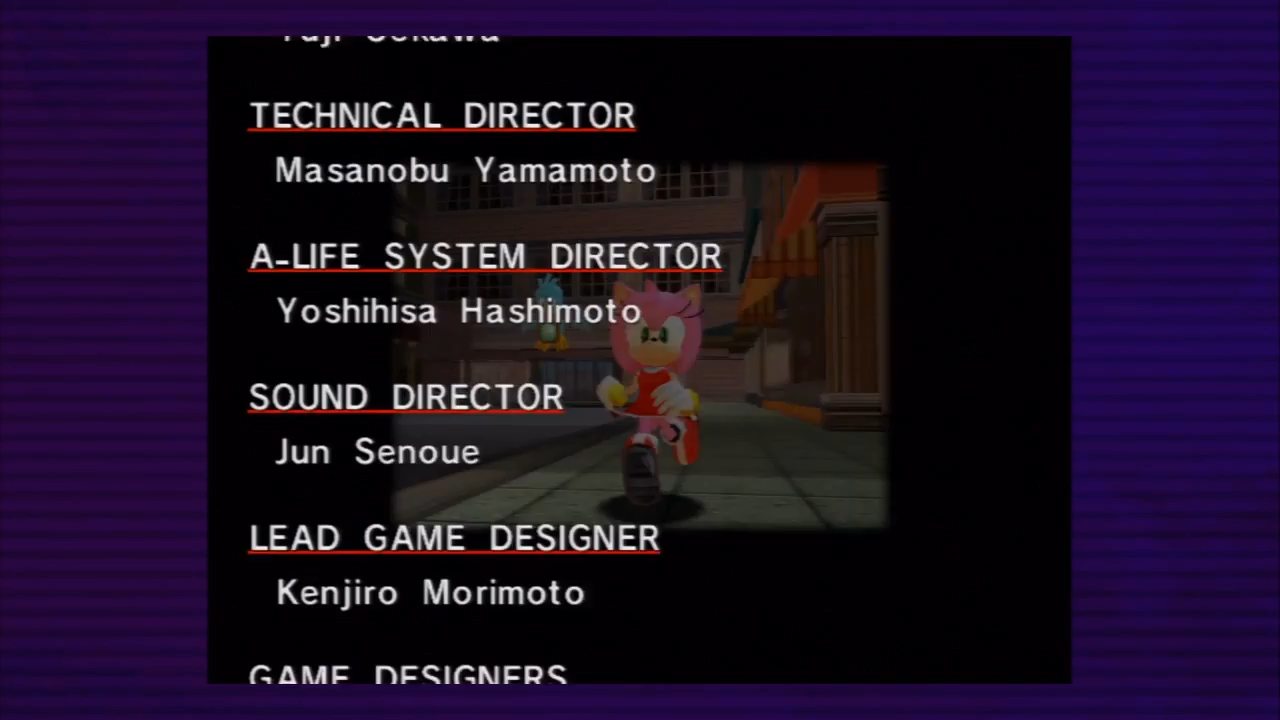 TECHNICAL DIRECTOR
Masanobu Yamamoto
A-LIFE SYSTEM DIRECTOR
Yoshihisa Hashimoto
SOUND DIRECTOR
Jun Senoue
LEAD GAME DESIGNER
Kenjiro Morimoto
GAME DESIGNERS